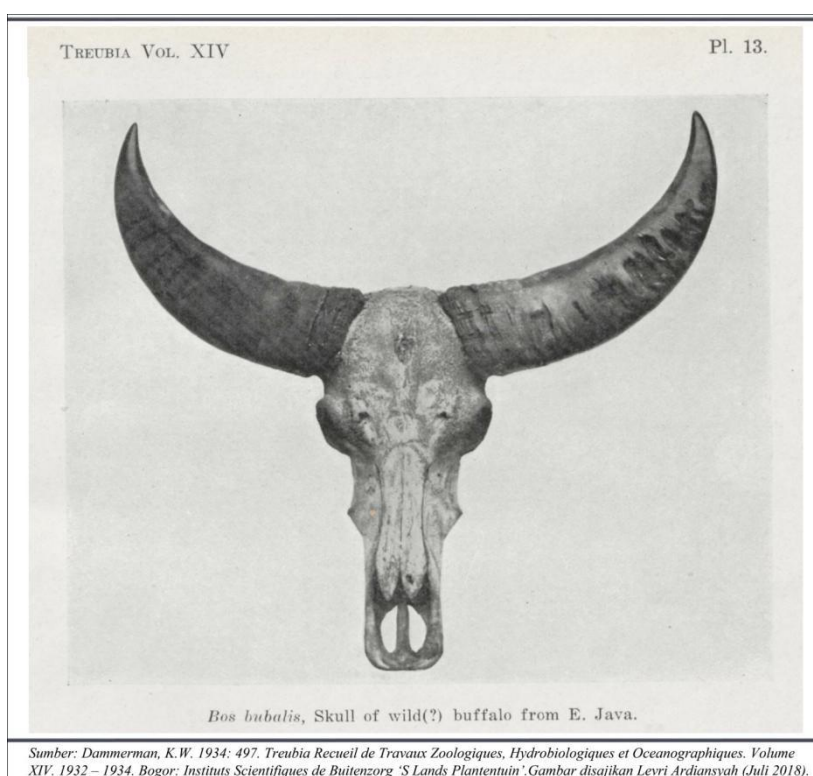 TREUBIA VOL. XIV
Pl. 13.
Bos bubalis, Skull of wild(?) buffalo from E. Java.
Sumber: Dammerman, K.W. 1934: 497. Treubia Recueil de Travaux Zoologiques, Hydrobiologiques et Oceanographiques. Volume
XIV. 1932 – 1934. Bogor: Instituts Scientifiques de Buitenzorg ‘S Lands Plantentuin’.Gambar disajikan Levri Ardiansyah (Juli 2018).